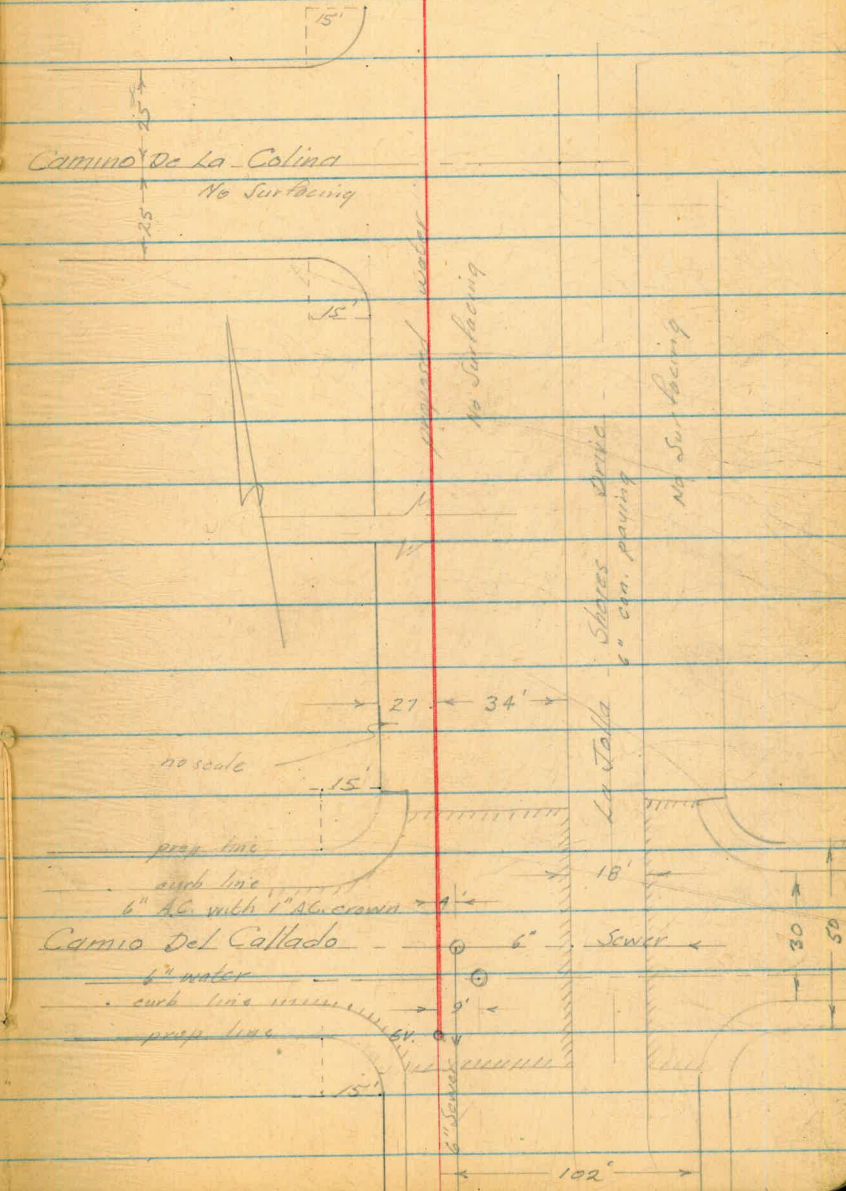 15'
25
Camino De La Colina
No Surfacing
25
15'
proposed water
No Surfacing
No Surfacing
La Jolla Shores Drive
6" con. paving
N
27
34'
no scale
15'
prop line
curb line
18'
6" A.C. with 1" A.C. crown
4'
Camio Del Callado
6" Sewer
30
50
6" water
curb line
9'
prop line
GV.
15'
6" Sewer
102'